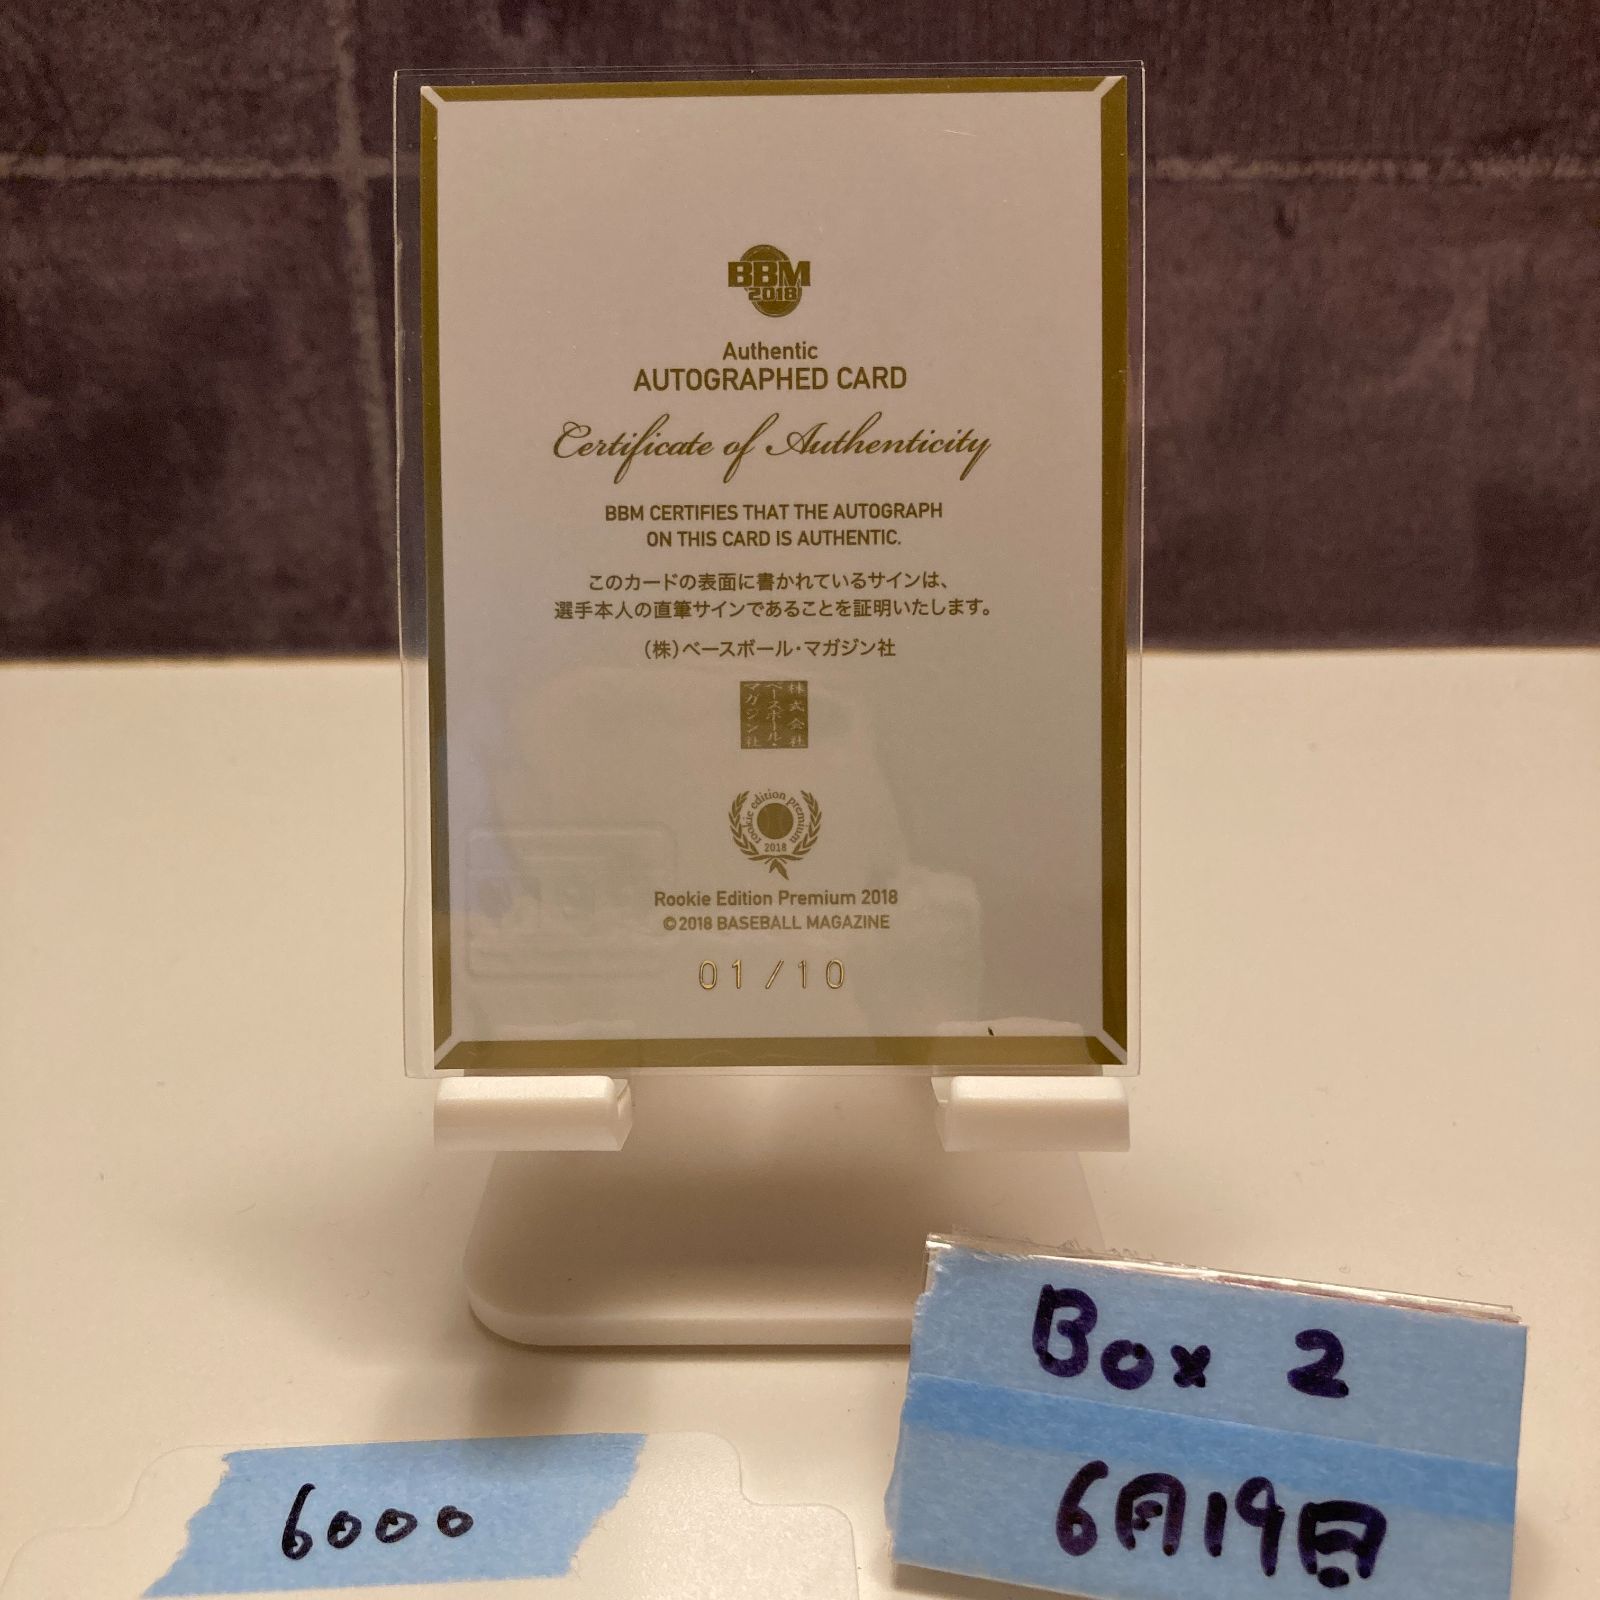 BBM
2018
Authentic
AUTOGRAPHED CARD
Certificate of Authenticity
BBM CERTIFIES THAT THE AUTOGRAPH
ON THIS CARD IS AUTHENTIC.
このカードの表面に書かれているサインは、
選手本人の直筆サインであることを証明いたします。
(株)ベースボール・マガジン社
株式会社
ベースボール・
マガジン社
rookie edition premium
2018
Rookie Edition Premium 2018
©2018 BASEBALL MAGAZINE
01/10
Box 2
6月19日
6000